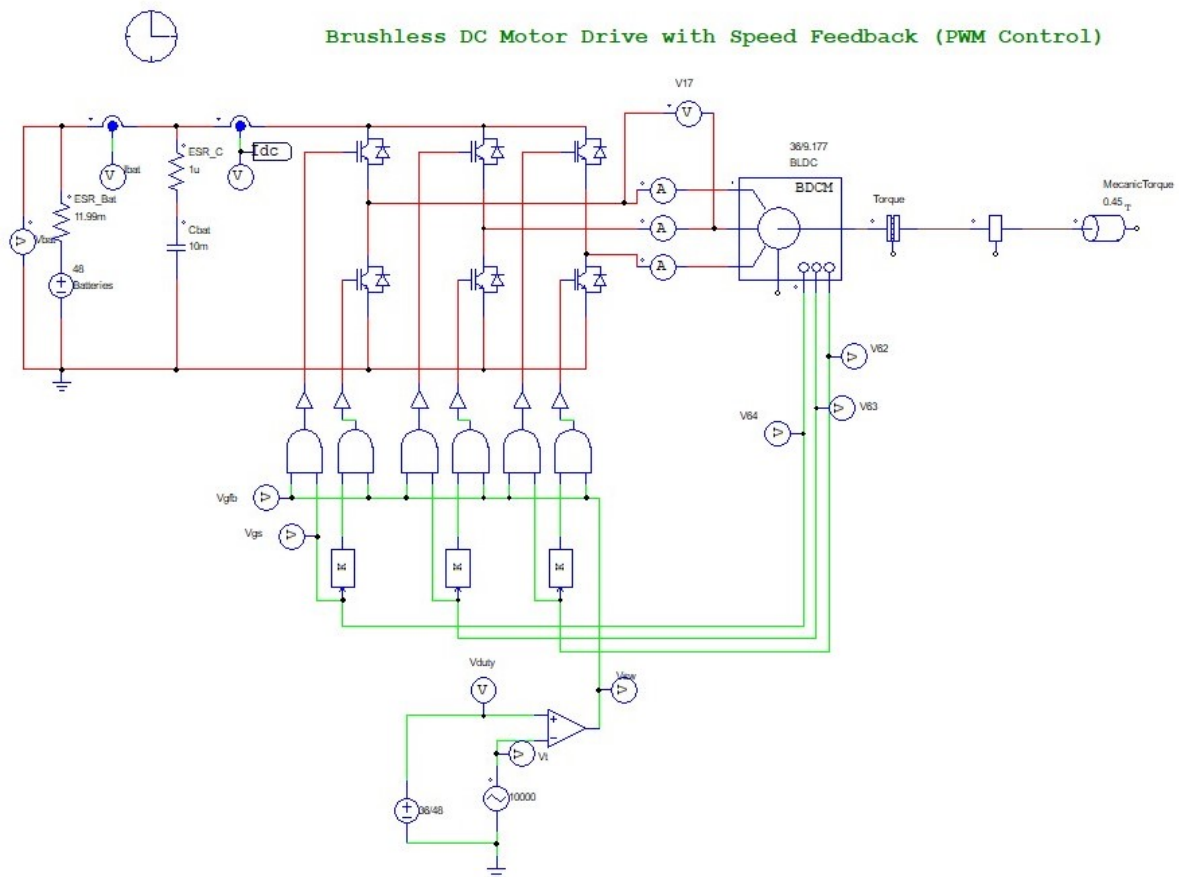 Brushless DC Motor Drive with Speed Feedback (PWM Control)
V17
V
Idc
ESR_C
1u
V
Ibat
V
ESR_Bat
11.99m
Vbat
V
Cbat
10m
48
Batteries
A
A
A
36/9.177
BLDC
BDCM
Torque
MecanicTorque
0.45
T
V
V62
V
V63
V64
V
Vgfb
V
Vgs
V
Vduty
V
Vsw
V
Vt
V
36/48
10000